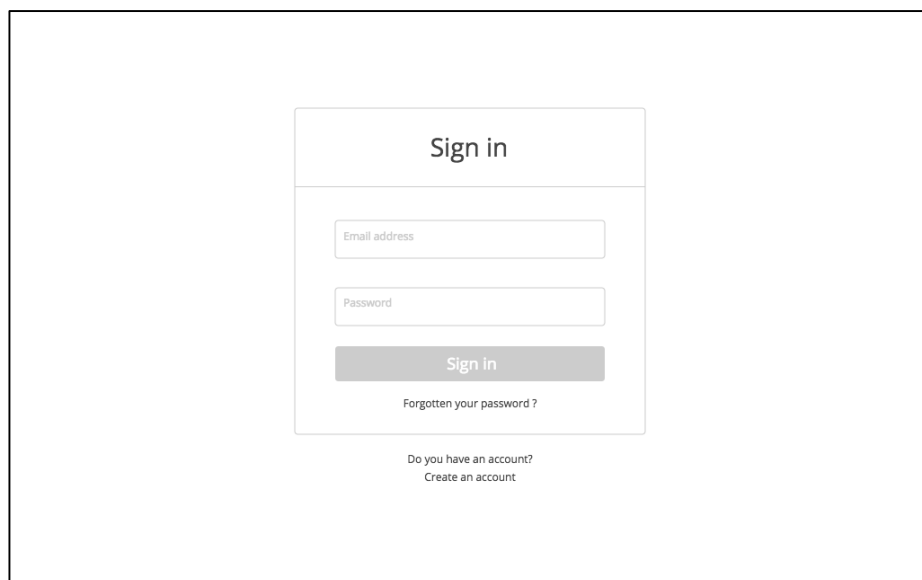 Sign in
Email address
Password
Sign in
Forgotten your password ?
Do you have an account?
Create an account